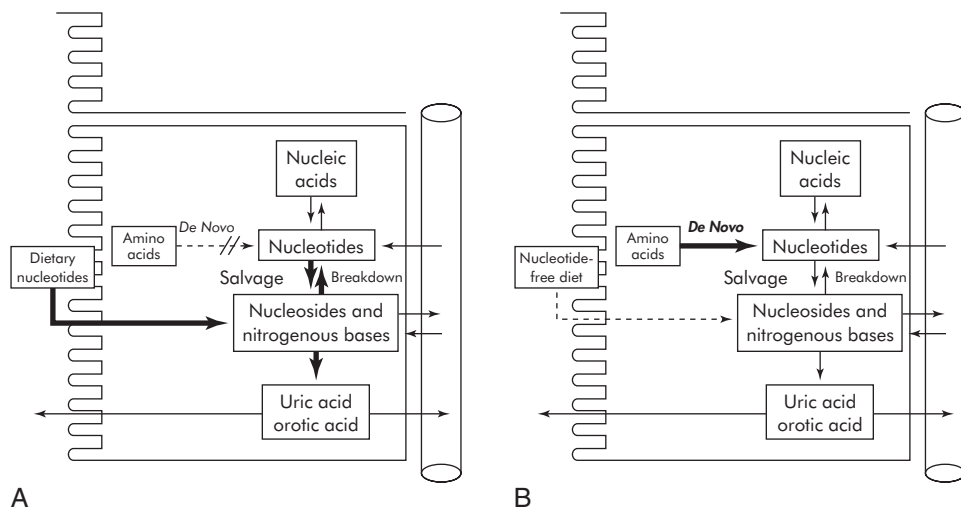 Nucleic
acids
De Novo
Amino
acids
Nucleotides
Dietary
nucleotides
Salvage
Breakdown
Nucleosides and
nitrogenous bases
Uric acid
orotic acid
A
Nucleic
acids
De Novo
Amino
acids
Nucleotides
Nucleotide-
free diet
Salvage
Breakdown
Nucleosides and
nitrogenous bases
Uric acid
orotic acid
B